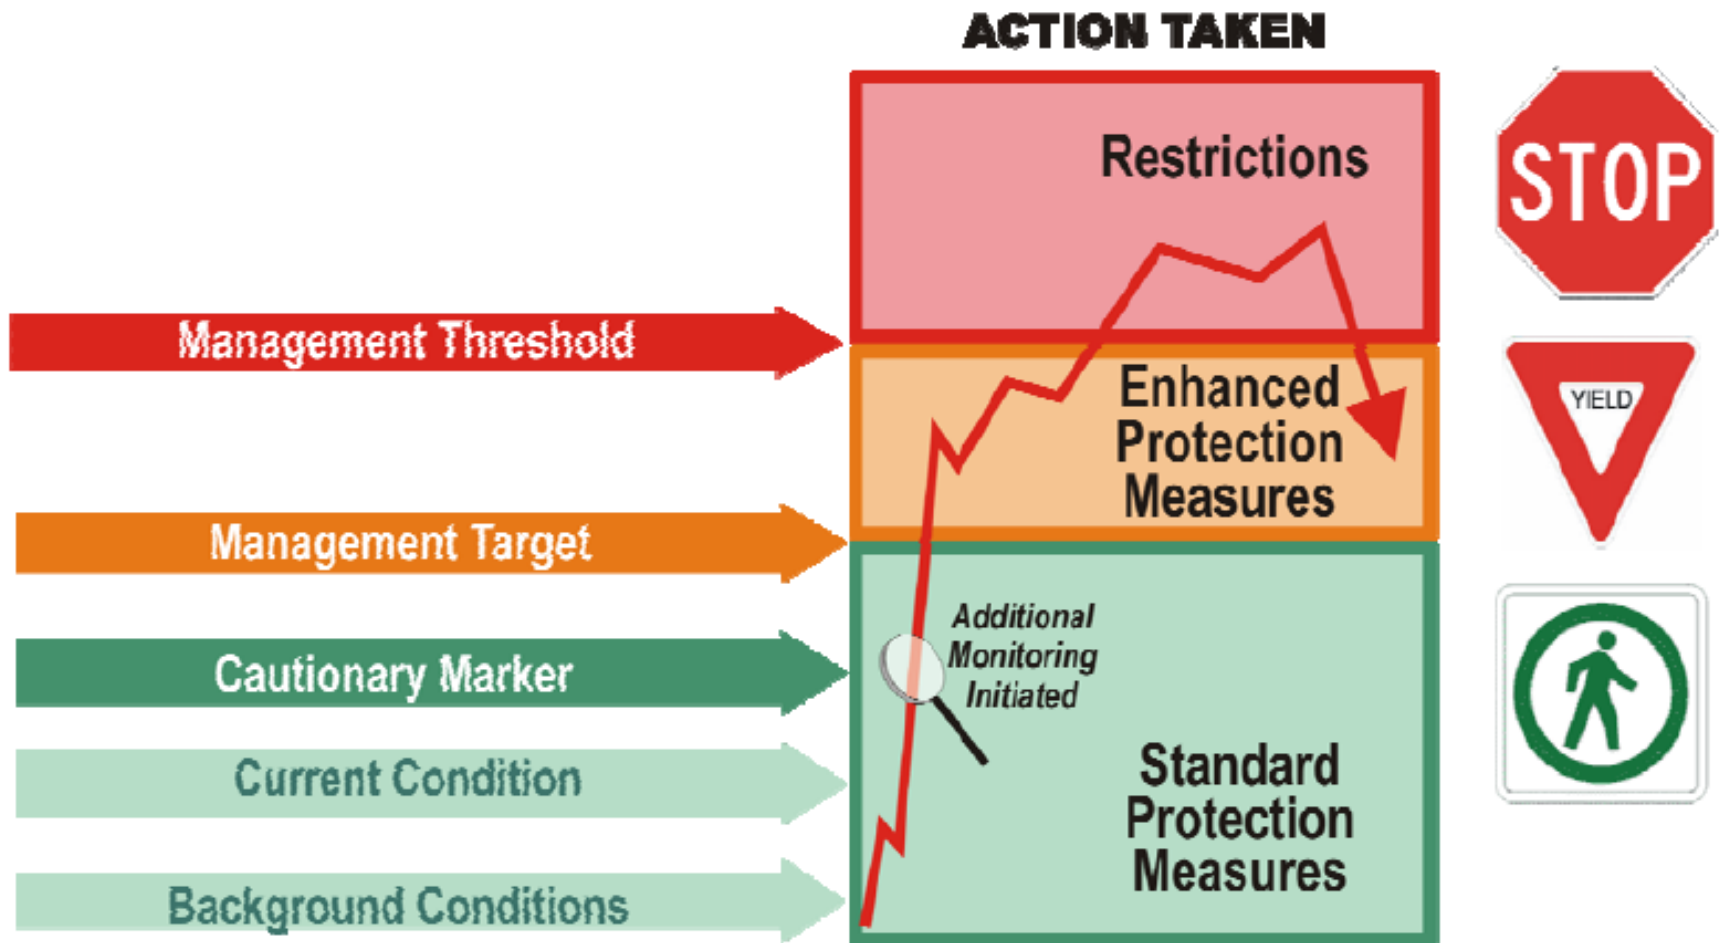 ACTION TAKEN
Restrictions
STOP
Management Threshold
Enhanced
Protection
Measures
YIELD
Management Target
Cautionary Marker
Additional
Monitoring
Initiated
Current Condition
Standard
Protection
Measures
Background Conditions